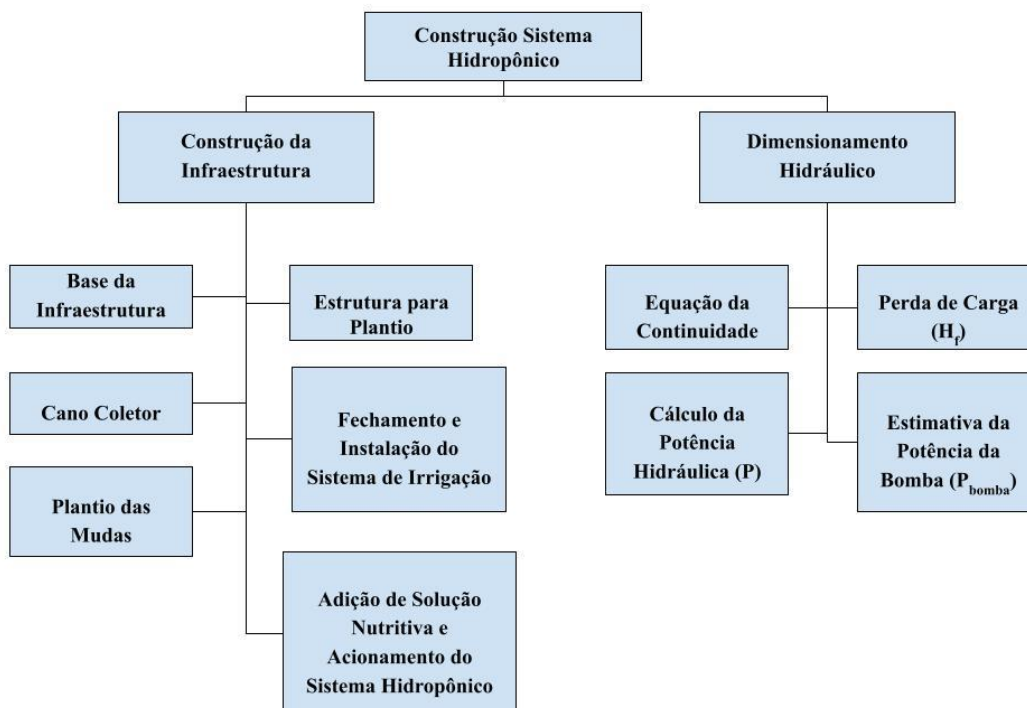 Construção Sistema
Hidropônico
Construção da
Infraestrutura
Dimensionamento
Hidráulico
Base da
Infraestrutura
Estrutura para
Plantio
Cano Coletor
Fechamento e
Instalação do
Sistema de Irrigação
Plantio das
Mudas
Adição de Solução
Nutritiva e
Acionamento do
Sistema Hidropônico
Equação da
Continuidade
Perda de Carga
(Hf)
Cálculo da
Potência
Hidráulica (P)
Estimativa da
Potência da
Bomba (Pbomba)